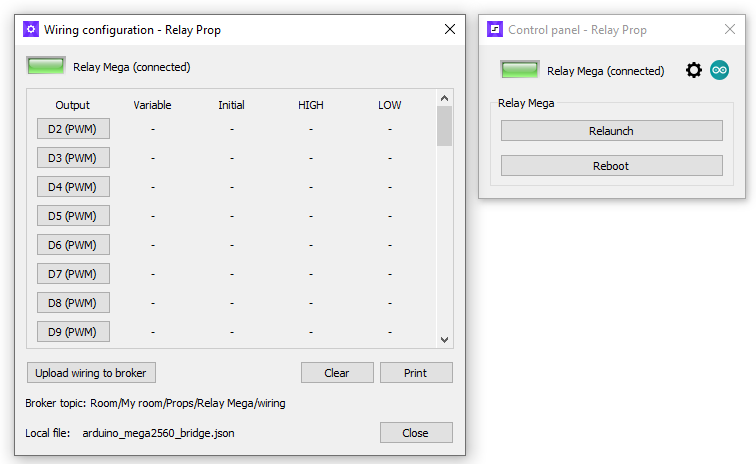 Wiring configuration - Relay Prop
Relay Mega (connected)
Output Variable Initial HIGH LOW
D2 (PWM) - - - -
D3 (PWM) - - - -
D4 (PWM) - - - -
D5 (PWM) - - - -
D6 (PWM) - - - -
D7 (PWM) - - - -
D8 (PWM) - - - -
D9 (PWM) - - - -
Upload wiring to broker Clear Print
Broker topic: Room/My room/Props/Relay Mega/wiring
Local file: arduino_mega2560_bridge.json Close
Control panel - Relay Prop
Relay Mega (connected)
Relay Mega
Relaunch
Reboot